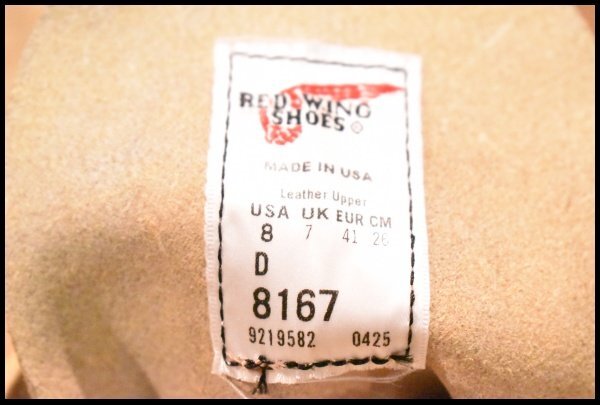 RED WING
SHOES
MADE IN USA
Leather Upper
USA UK EUR CM
8 7 41 26
D
8167
9219582 0425